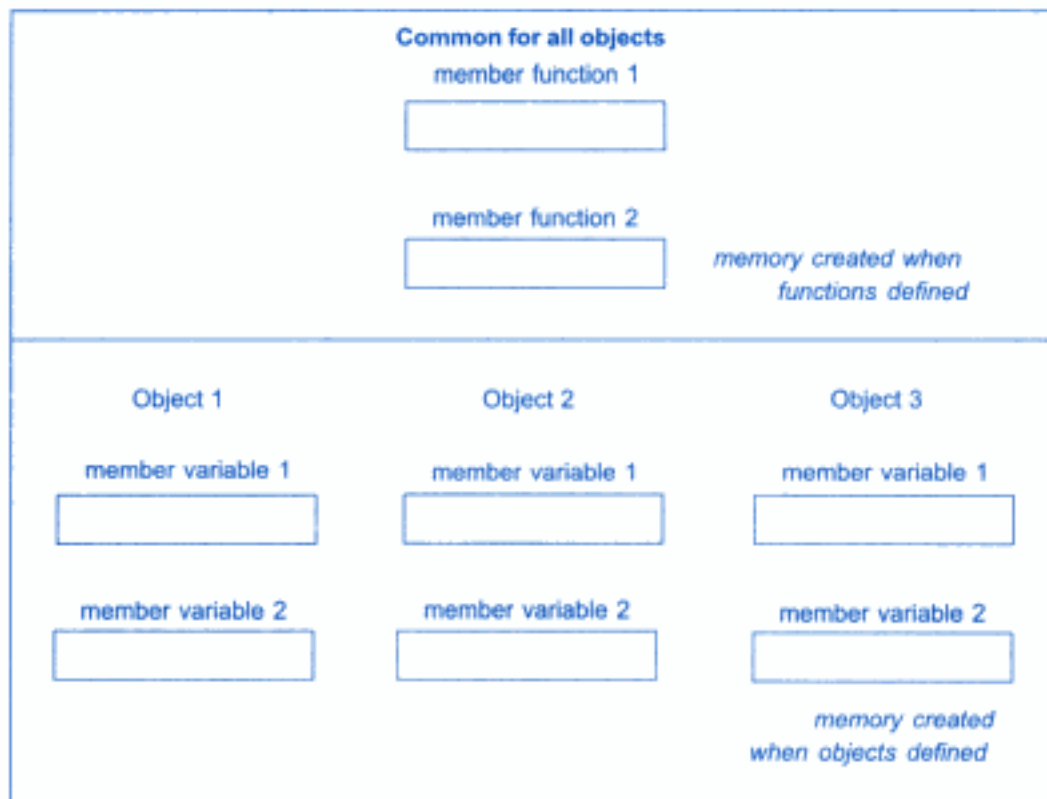 Common for all objects
member function 1
member function 2
memory created when
functions defined
Object 1 Object 2 Object 3
member variable 1 member variable 1 member variable 1
member variable 2 member variable 2 member variable 2
memory created
when objects defined